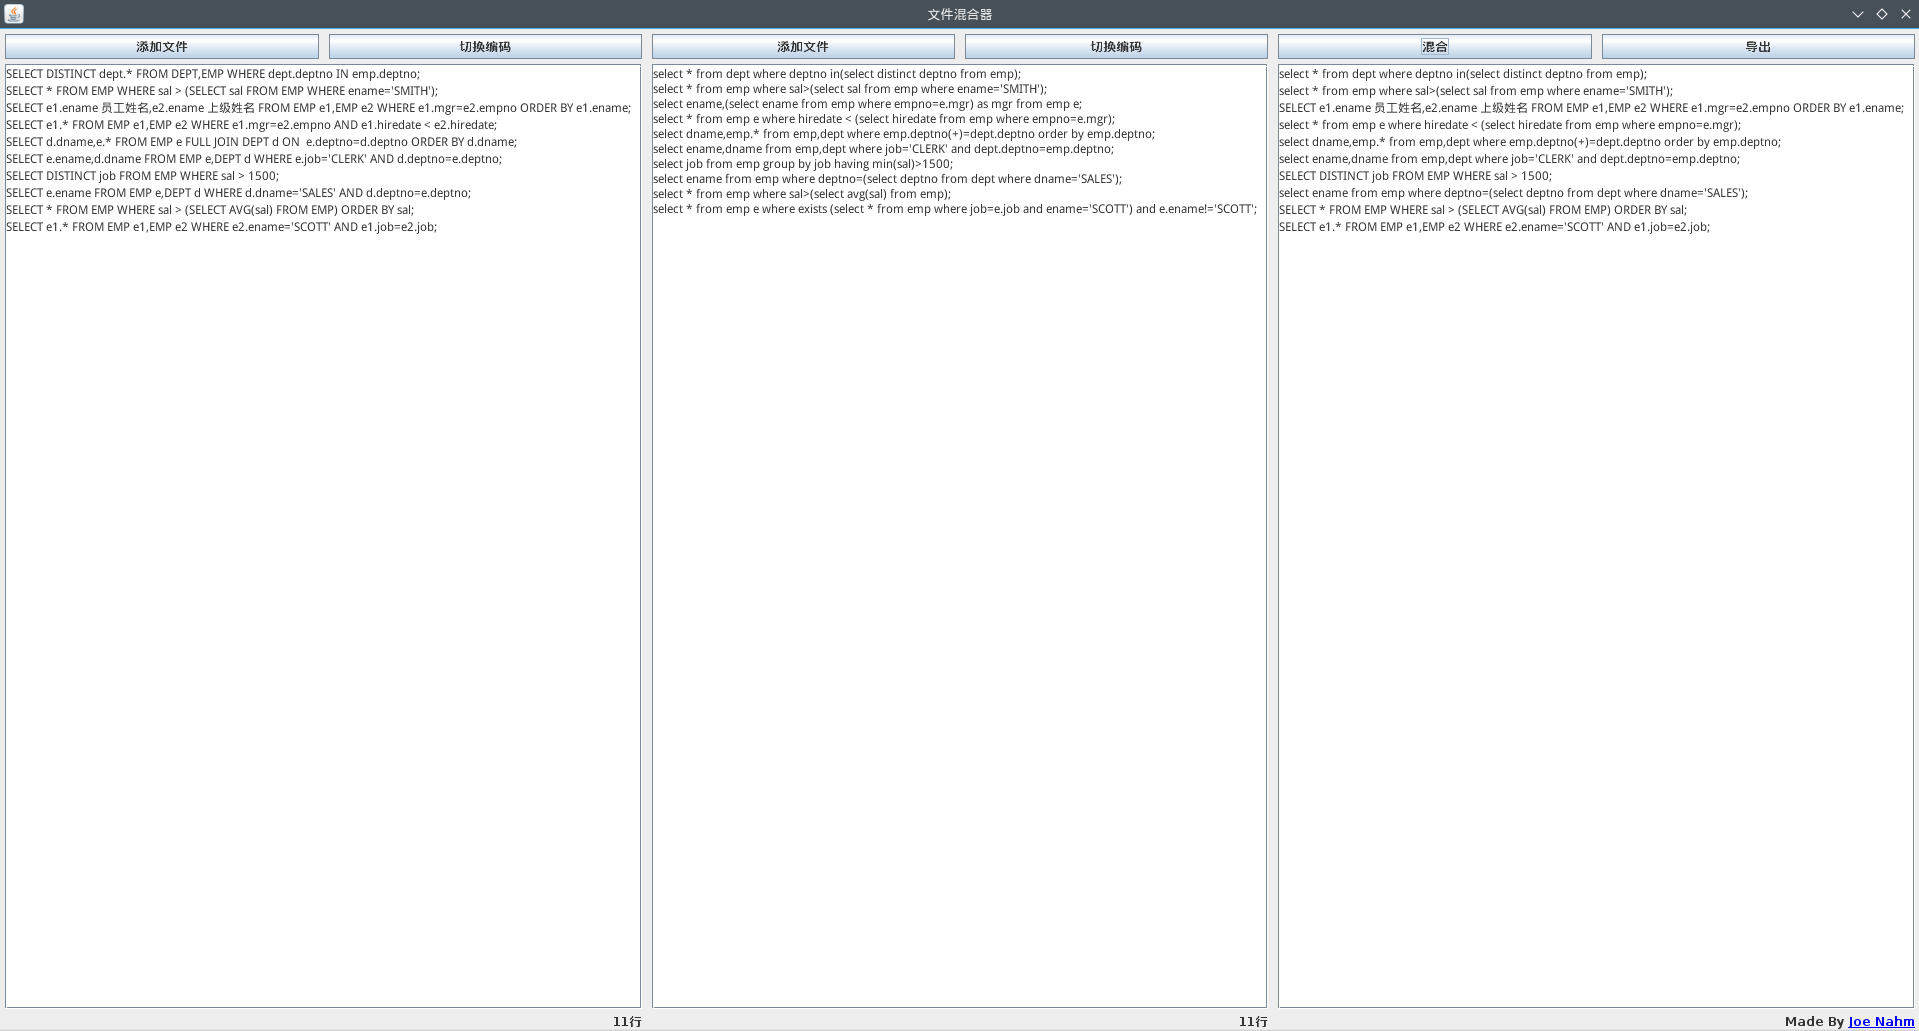 文件混合器
添加文件
切换编码
添加文件
切换编码
混合
导出
SELECT DISTINCT dept.* FROM DEPT,EMP WHERE dept.deptno IN emp.deptno;
SELECT * FROM EMP WHERE sal > (SELECT sal FROM EMP WHERE ename='SMITH');
SELECT e1.ename 员工姓名,e2.ename 上级姓名 FROM EMP e1,EMP e2 WHERE e1.mgr=e2.empno ORDER BY e1.ename;
SELECT e1.* FROM EMP e1,EMP e2 WHERE e1.mgr=e2.empno AND e1.hiredate < e2.hiredate;
SELECT d.dname,e.* FROM EMP e FULL JOIN DEPT d ON  e.deptno=d.deptno ORDER BY d.dname;
SELECT e.ename,d.dname FROM EMP e,DEPT d WHERE e.job='CLERK' AND d.deptno=e.deptno;
SELECT DISTINCT job FROM EMP WHERE sal > 1500;
SELECT e.ename FROM EMP e,DEPT d WHERE d.dname='SALES' AND d.deptno=e.deptno;
SELECT * FROM EMP WHERE sal > (SELECT AVG(sal) FROM EMP) ORDER BY sal;
SELECT e1.* FROM EMP e1,EMP e2 WHERE e2.ename='SCOTT' AND e1.job=e2.job;
select * from dept where deptno in(select distinct deptno from emp);
select * from emp where sal>(select sal from emp where ename='SMITH');
select ename,(select ename from emp where empno=e.mgr) as mgr from emp e;
select * from emp e where hiredate < (select hiredate from emp where empno=e.mgr);
select dname,emp.* from emp,dept where emp.deptno(+)=dept.deptno order by emp.deptno;
select ename,dname from emp,dept where job='CLERK' and dept.deptno=emp.deptno;
select job from emp group by job having min(sal)>1500;
select ename from emp where deptno=(select deptno from dept where dname='SALES');
select * from emp where sal>(select avg(sal) from emp);
select * from emp e where exists (select * from emp where job=e.job and ename='SCOTT') and e.ename!='SCOTT';
select * from dept where deptno in(select distinct deptno from emp);
select * from emp where sal>(select sal from emp where ename='SMITH');
SELECT e1.ename 员工姓名,e2.ename 上级姓名 FROM EMP e1,EMP e2 WHERE e1.mgr=e2.empno ORDER BY e1.ename;
select * from emp e where hiredate < (select hiredate from emp where empno=e.mgr);
select dname,emp.* from emp,dept where emp.deptno(+)=dept.deptno order by emp.deptno;
select ename,dname from emp,dept where job='CLERK' and dept.deptno=emp.deptno;
SELECT DISTINCT job FROM EMP WHERE sal > 1500;
select ename from emp where deptno=(select deptno from dept where dname='SALES');
SELECT * FROM EMP WHERE sal > (SELECT AVG(sal) FROM EMP) ORDER BY sal;
SELECT e1.* FROM EMP e1,EMP e2 WHERE e2.ename='SCOTT' AND e1.job=e2.job;
11行
11行
Made By Joe Nahm